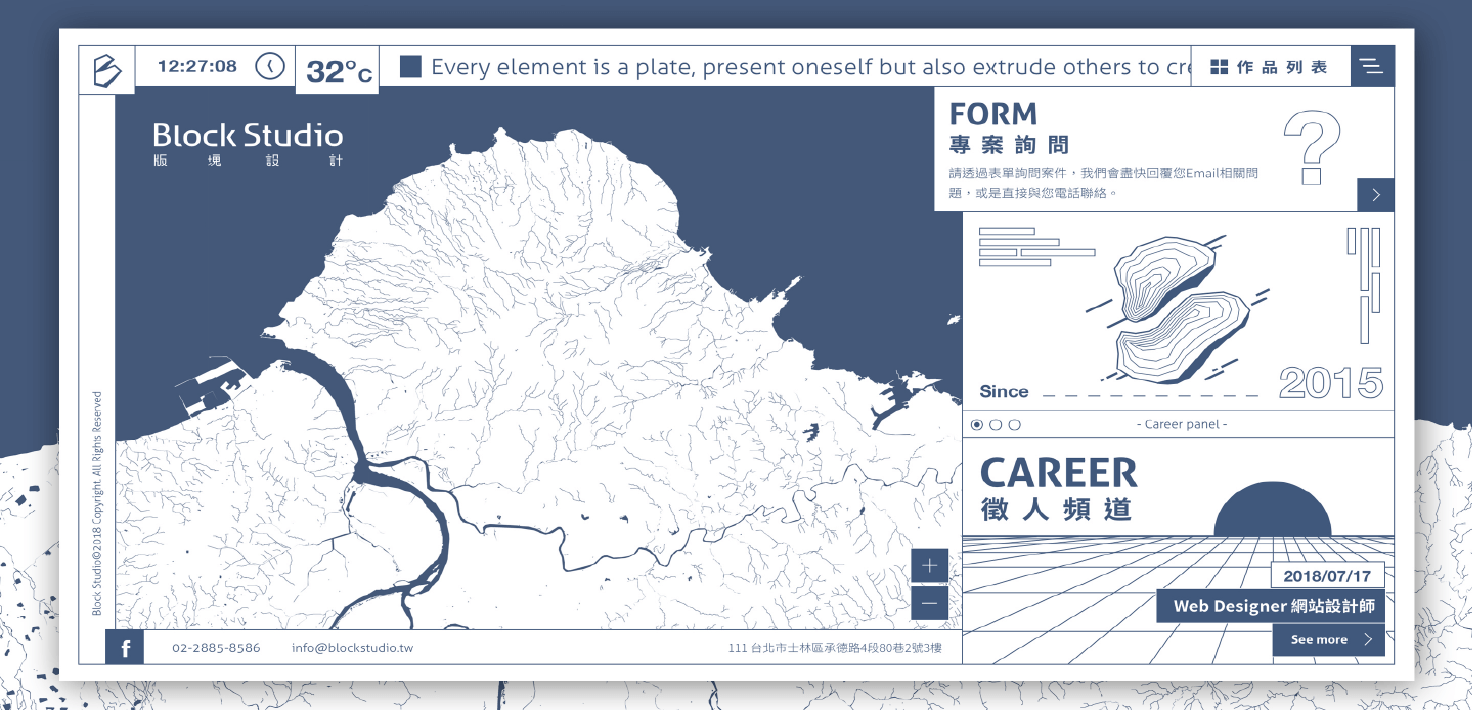 12:27:08
32°C
Every element is a plate, present oneself but also extrude others to cre
作品列表
Block Studio
版塊設計
FORM
專案詢問
請透過表單詢問案件，我們會盡快回覆您Email相關問
題，或是直接與您電話聯絡。
?
Since
2015
- Career panel -
CAREER
徵人頻道
2018/07/17
Web Designer 網站設計師
See more
Block Studio©2018 Copyright. All Rights Reserved
f
02-2885-8586
info@blockstudio.tw
111 台北市士林區承德路4段80巷2號3樓